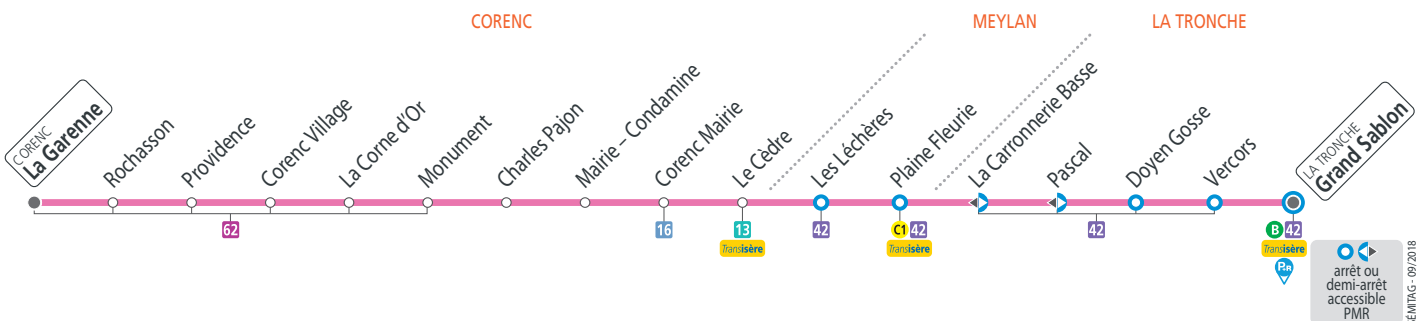 CORENC
MEYLAN
LA TRONCHE
CORENC
La Garenne
Rochasson
Providence
Corenc Village
La Corne d'Or
Monument
Charles Pajon
Mairie – Condamine
Corenc Mairie
Le Cèdre
Les Léchères
Plaine Fleurie
La Carronnerie Basse
Pascal
Doyen Gosse
Vercors
LA TRONCHE
Grand Sablon
62
16
13
Transisère
42
C1 42
Transisère
42
B 42
Transisère
P+R
arrêt ou
demi-arrêt
accessible
PMR
SÉMITAG - 09/2018